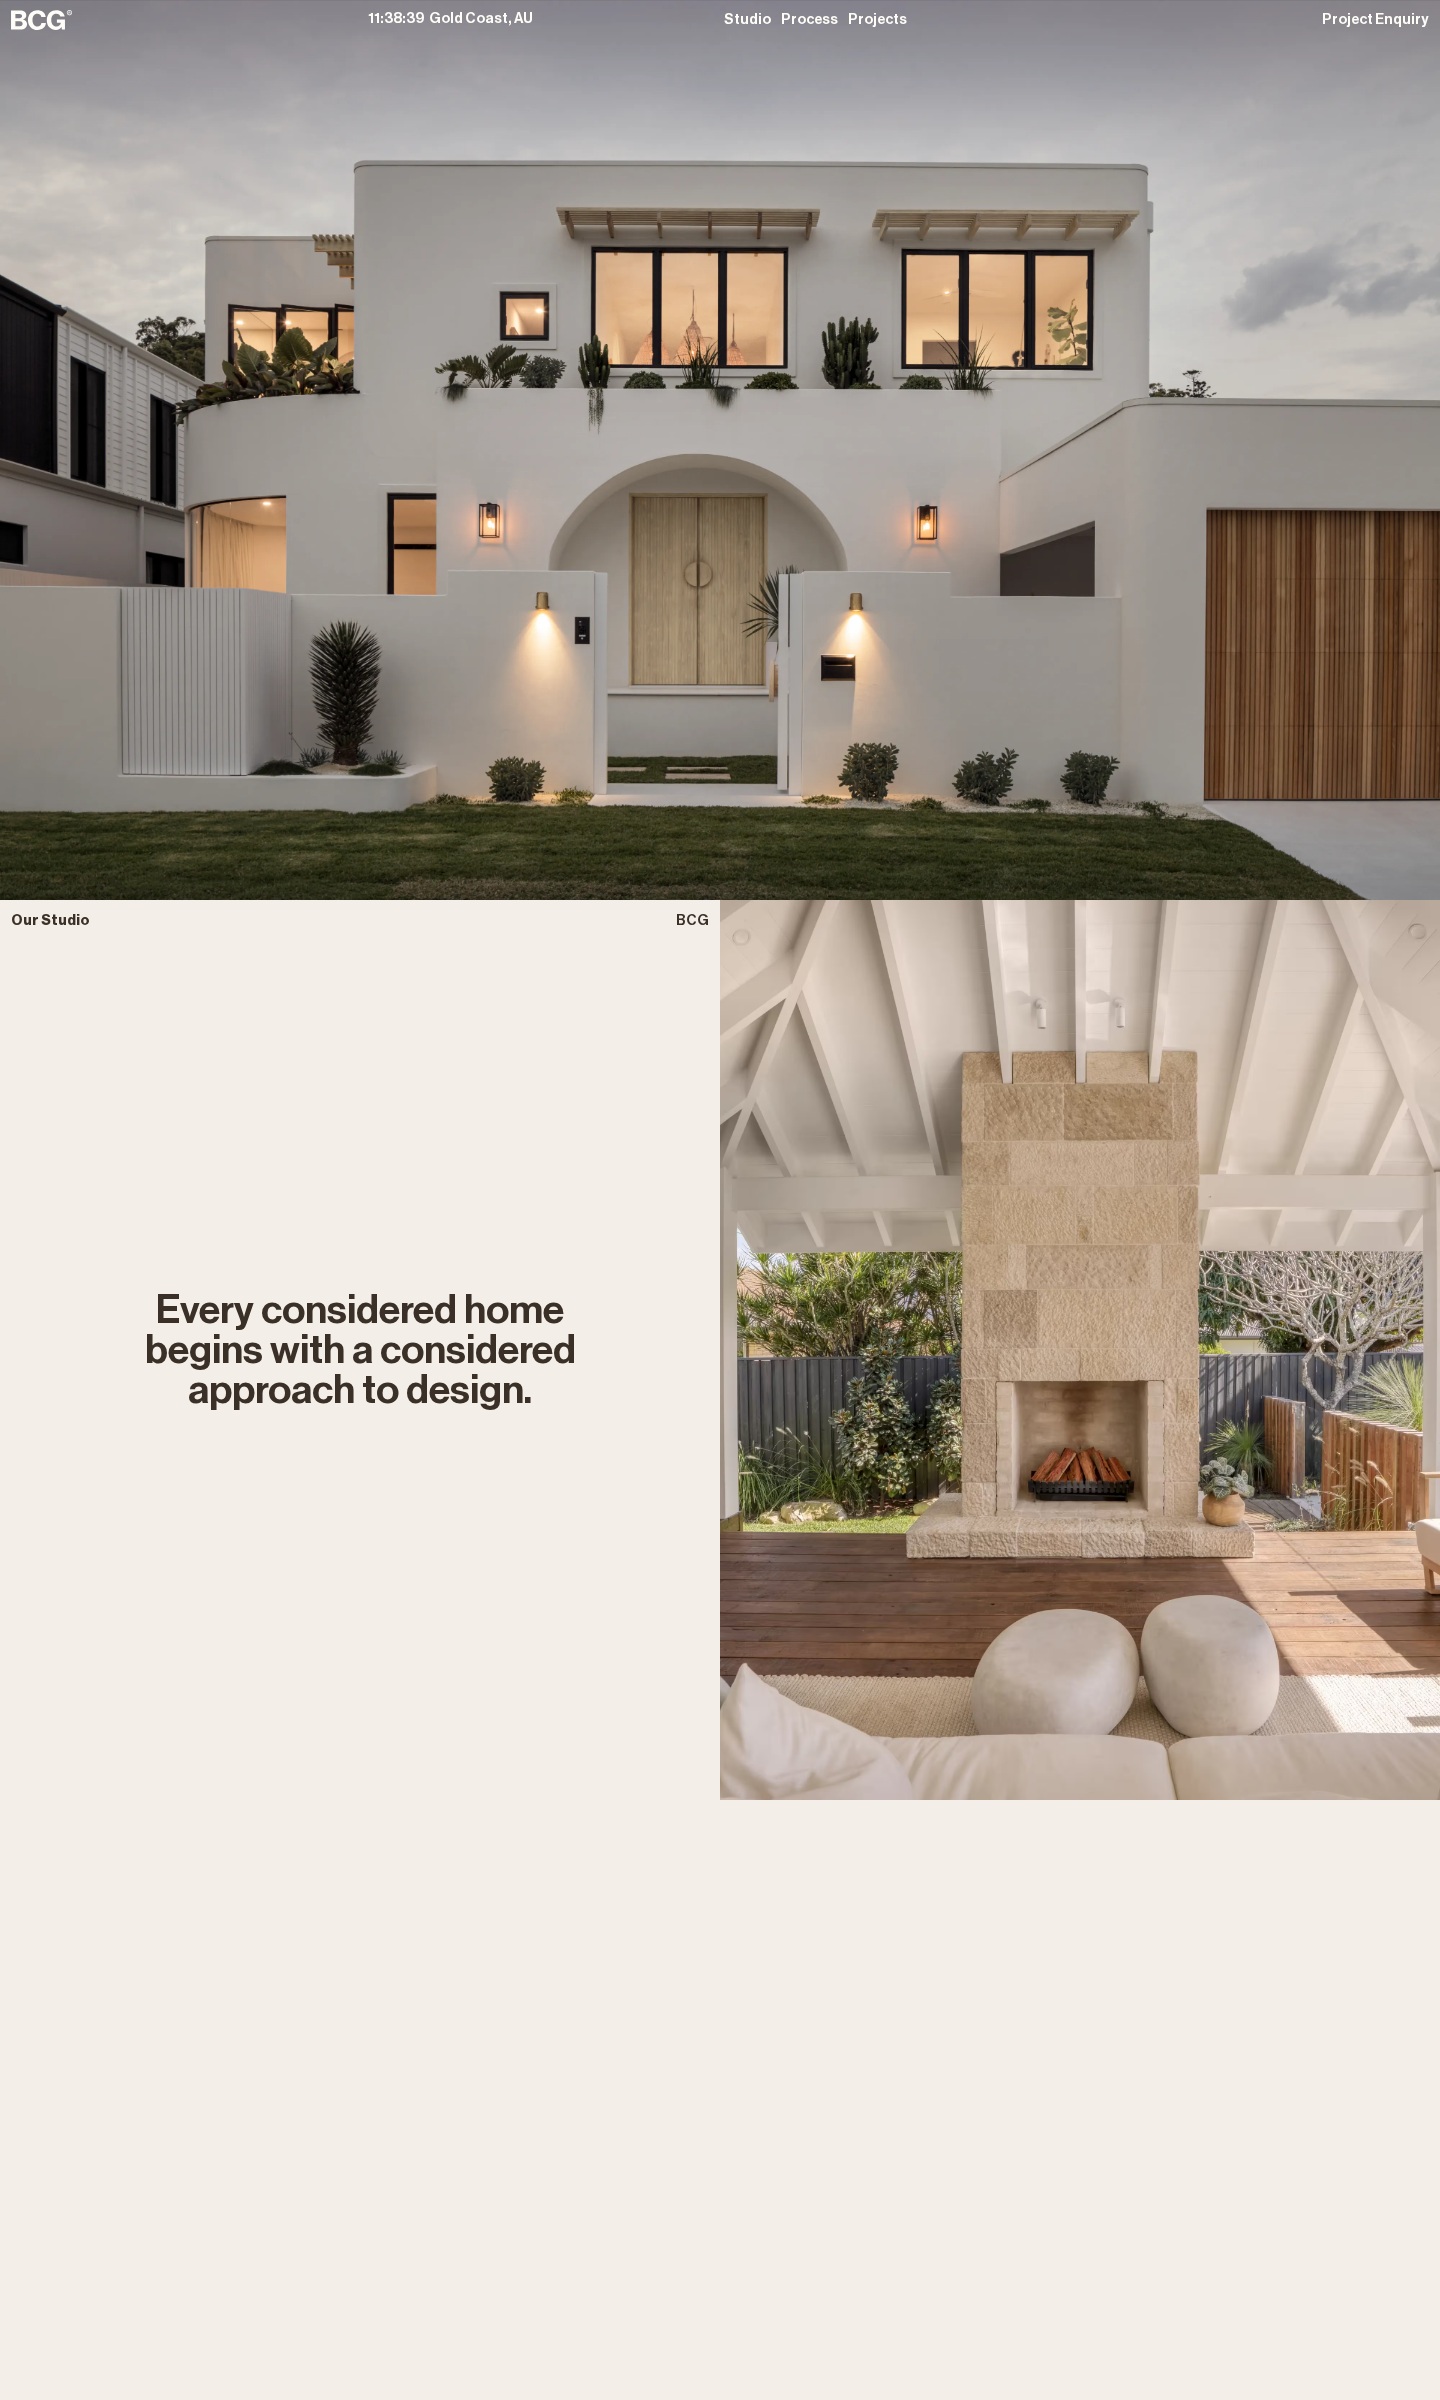 BCG®
11:38:39 Gold Coast, AU
Studio Process Projects
Project Enquiry
Our Studio
BCG
Every considered home
begins with a considered
approach to design.